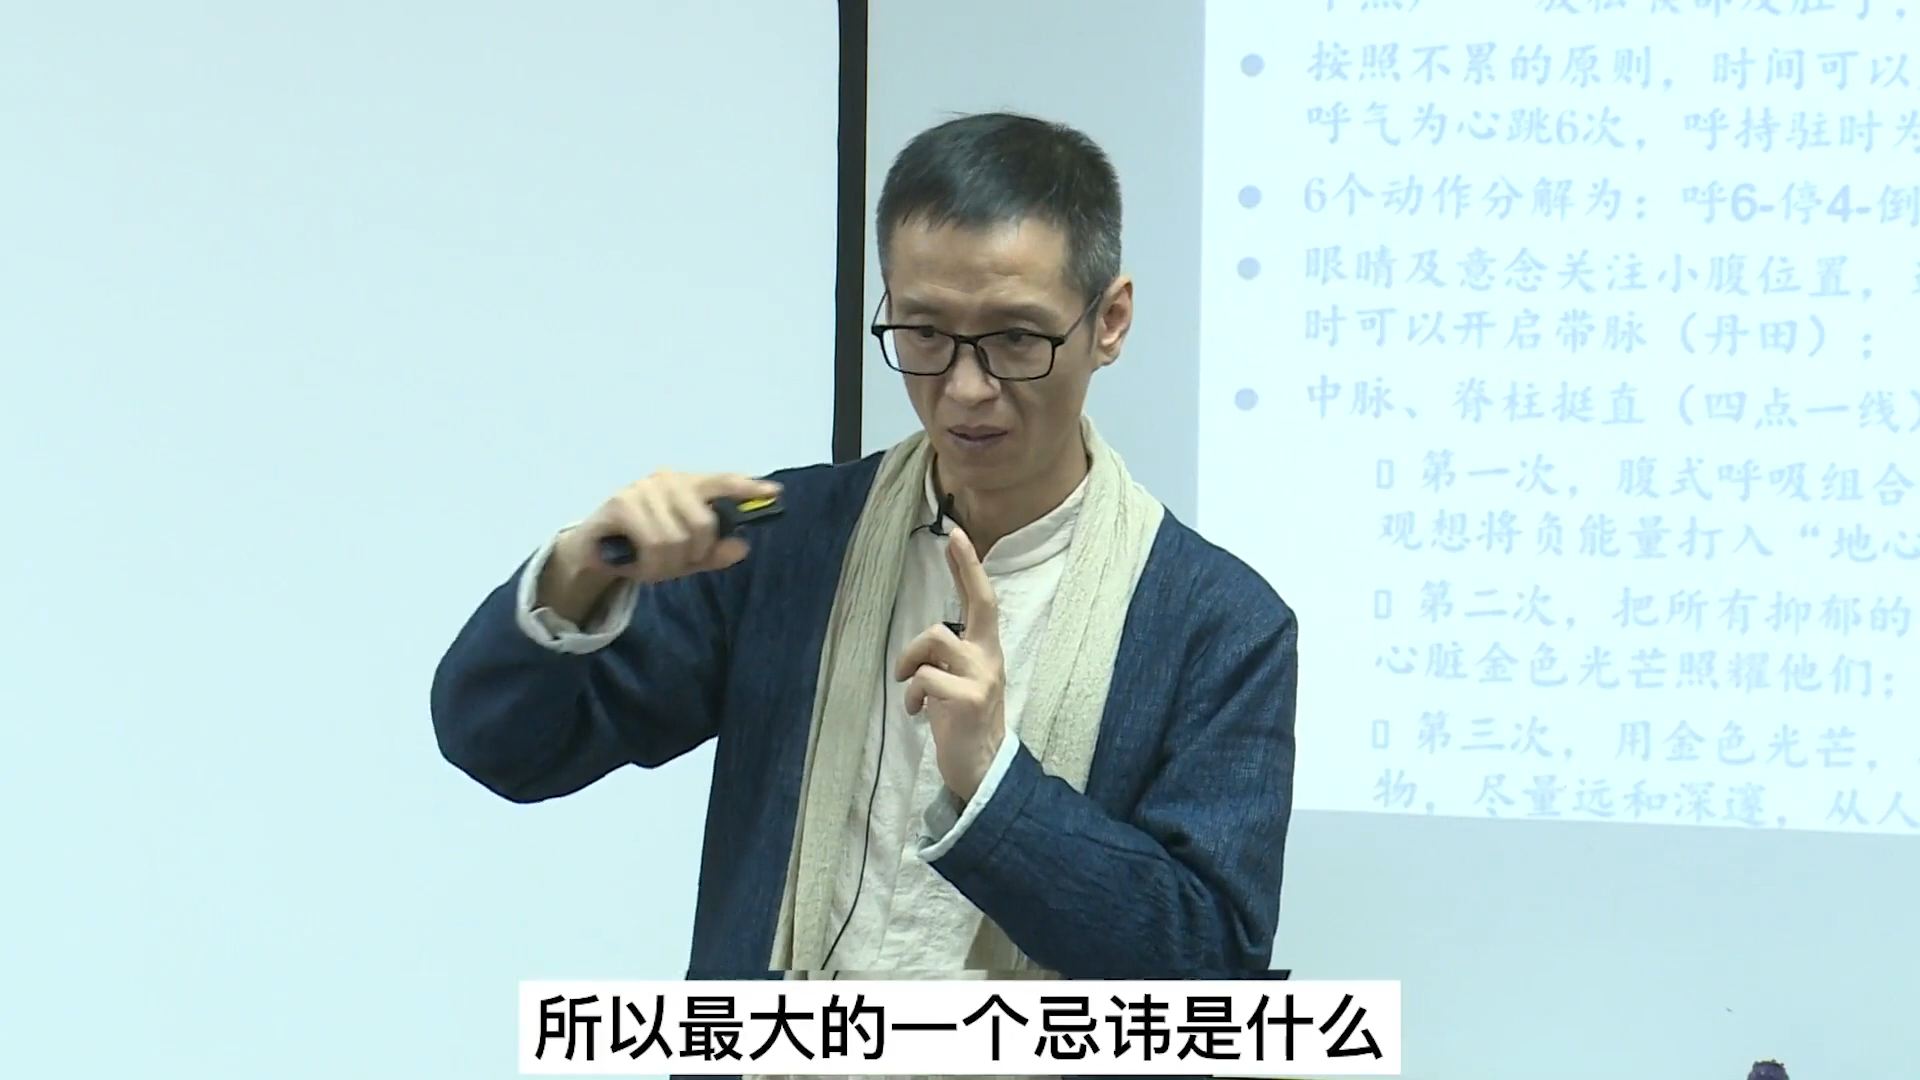 按照不累的原则，时间可以
呼气为心跳6次，呼持驻时为
6个动作分解为：呼6-停4-倒
眼睛及意念关注小腹位置，
时可以开启带脉（丹田）；
中脉、脊柱挺直（四点一线）
第一次，腹式呼吸组合
观想将负能量打入“地心
第二次，把所有抑郁的
心脏金色光芒照耀他们；
第三次，用金色光芒，
物，尽量远和深邃，从人
所以最大的一个忌讳是什么